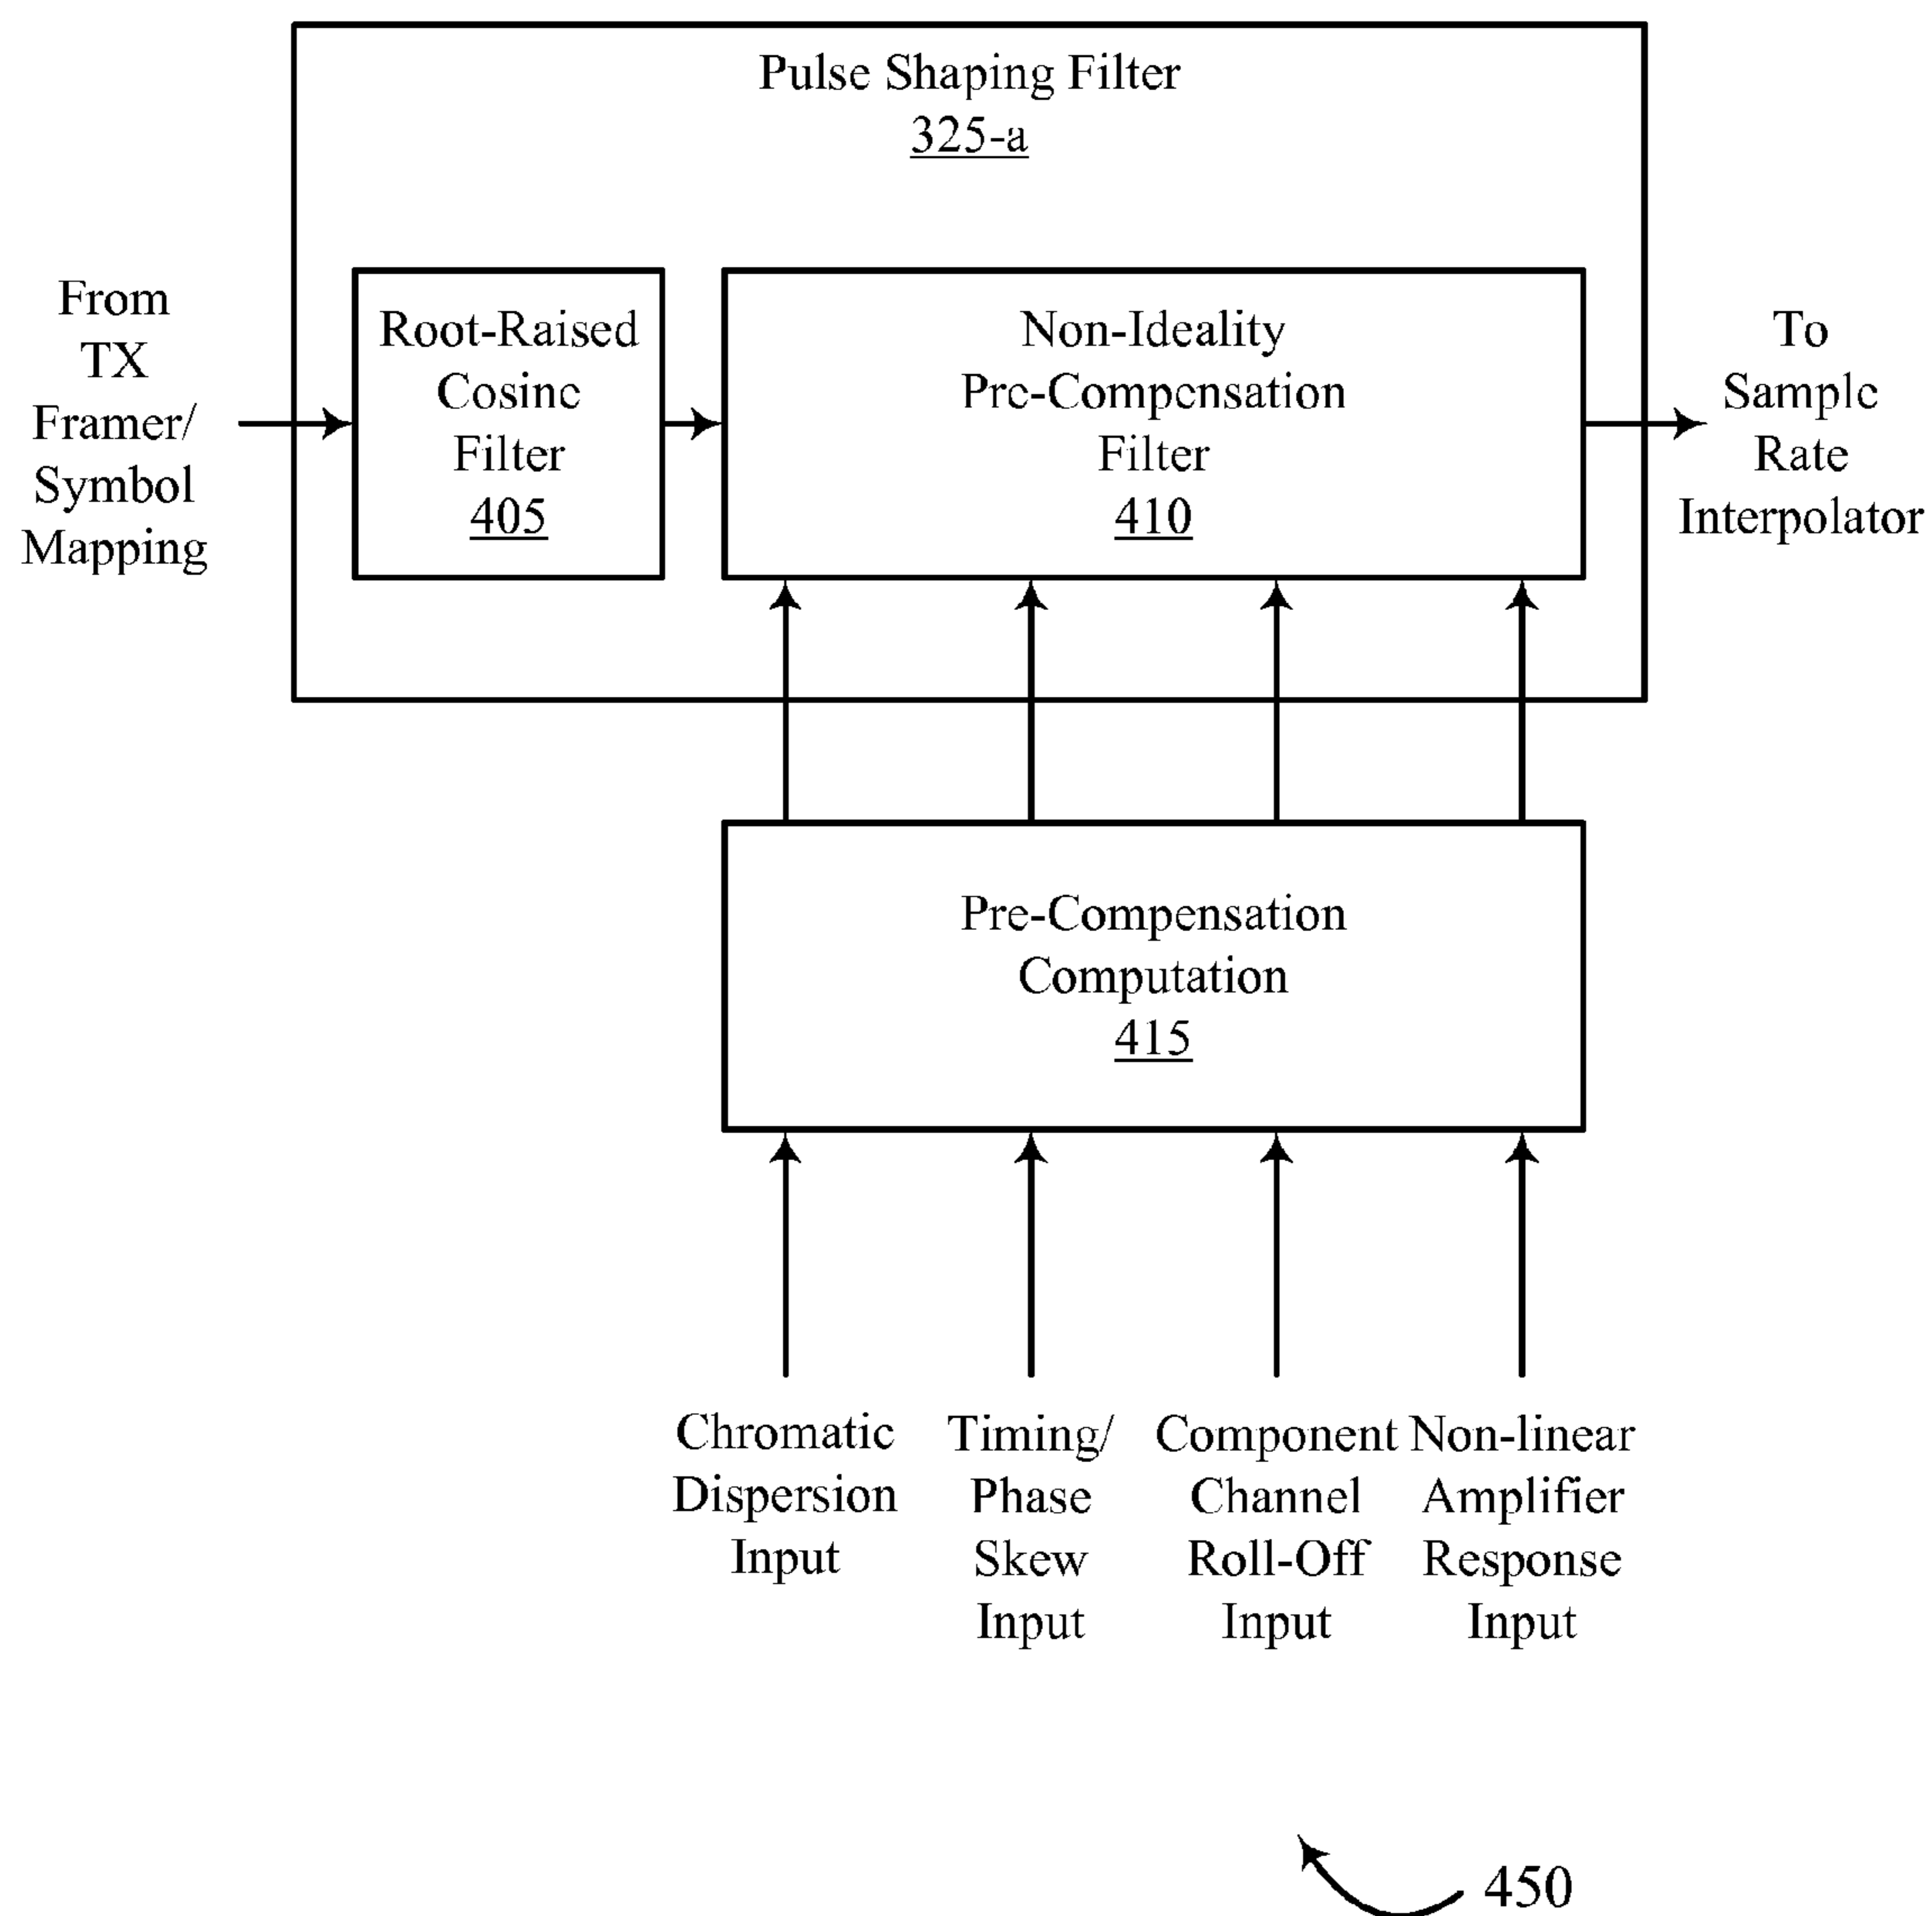 Pulse Shaping Filter
325-a
From
TX
Framer/
Symbol
Mapping
Root-Raised
Cosine
Filter
405
Non-Ideality
Pre-Compensation
Filter
410
To
Sample
Rate
Interpolator
Pre-Compensation
Computation
415
Chromatic
Dispersion
Input
Timing/
Phase
Skew
Input
Component
Channel
Roll-Off
Input
Non-linear
Amplifier
Response
Input
450